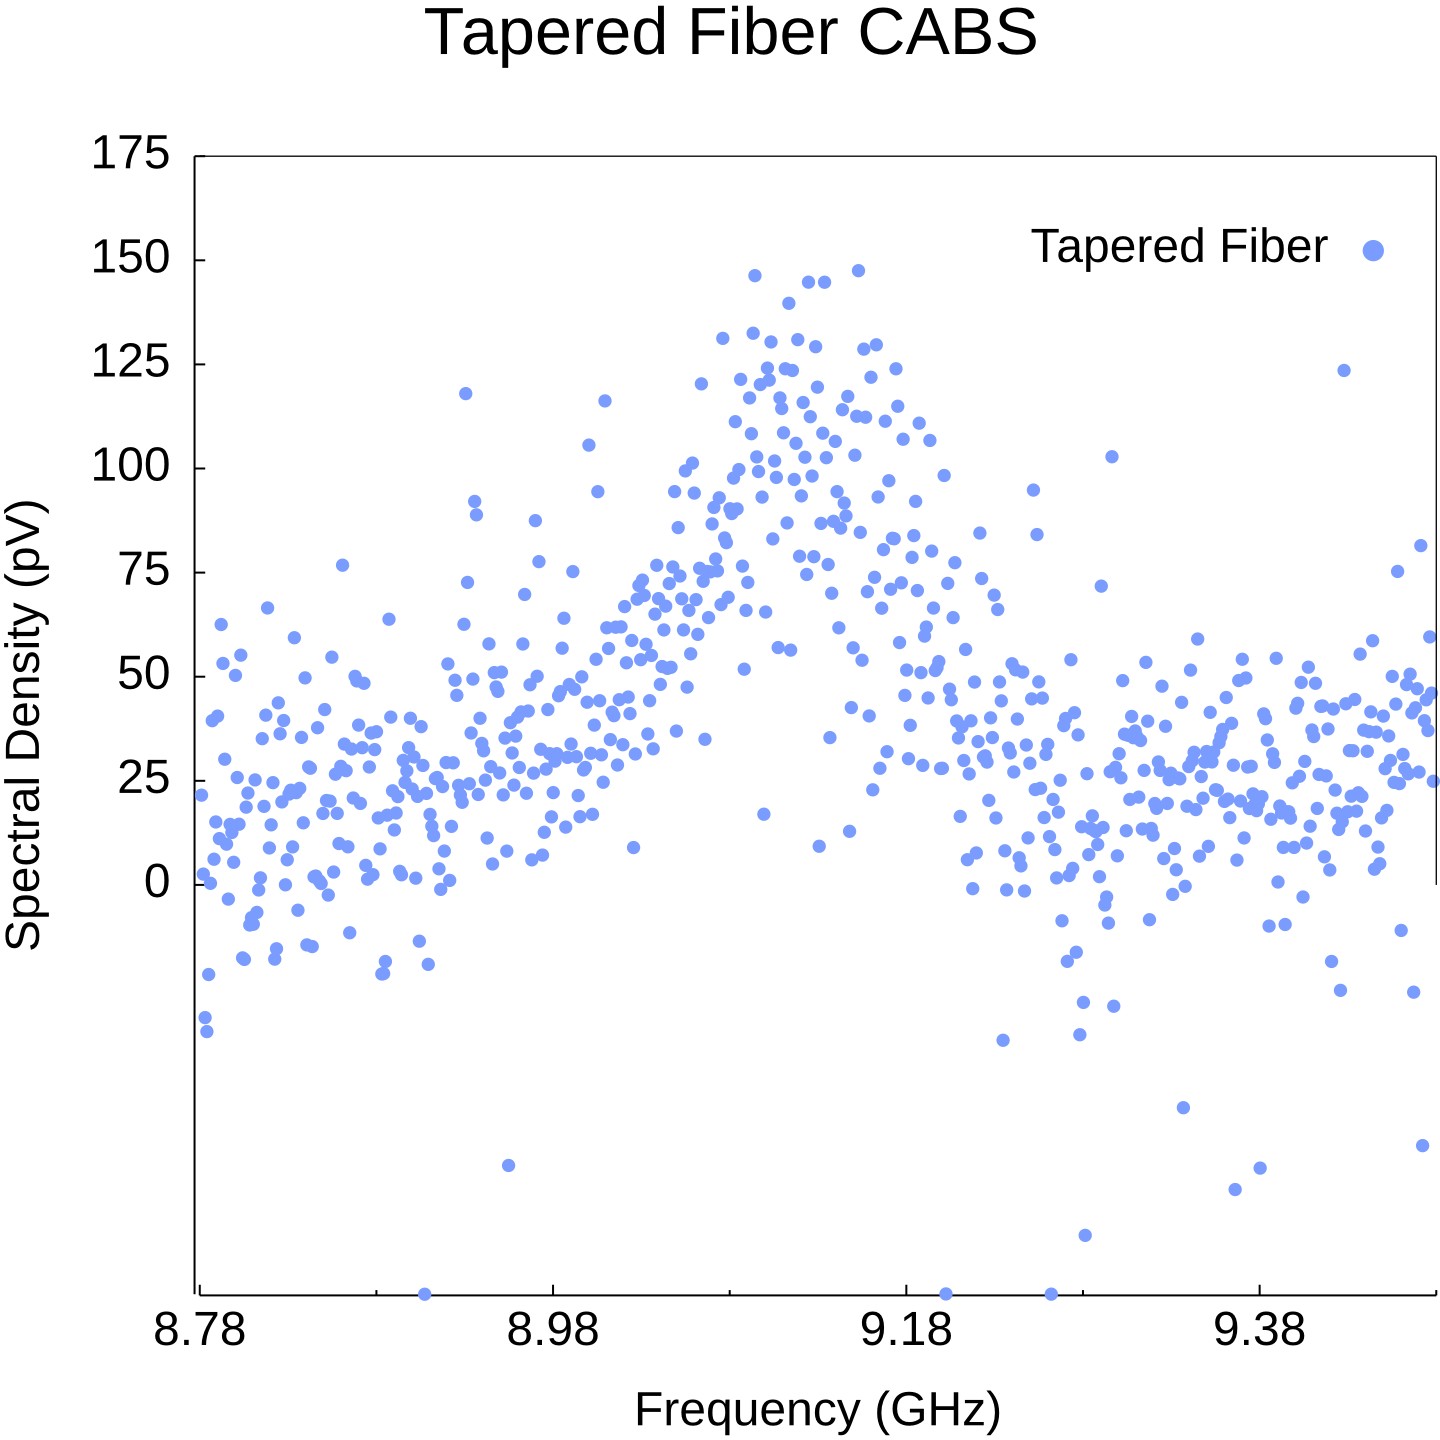 Tapered Fiber CABS
175
150
125
100
75
50
25
0
Spectral Density (pV)
Tapered Fiber
8.78 8.98 9.18 9.38
Frequency (GHz)